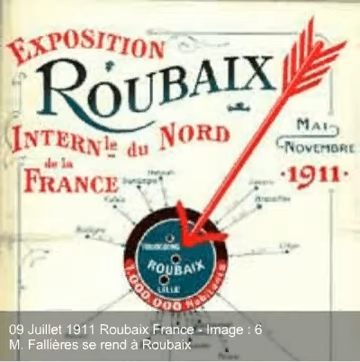 EXPOSITION
ROUBAIX
INTERNle du NORD
de la
FRANCE
MAI
NOVEMBRE
·1911·
TOURCOING
ROUBAIX
LILLE
1.000.000 Habitants
09 Juillet 1911 Roubaix France - Image : 6
M. Fallières se rend à Roubaix